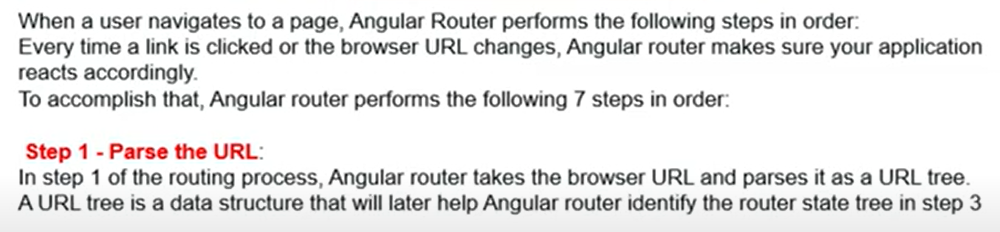 When a user navigates to a page, Angular Router performs the following steps in order:
Every time a link is clicked or the browser URL changes, Angular router makes sure your application
reacts accordingly.
To accomplish that, Angular router performs the following 7 steps in order:
Step 1 - Parse the URL:
In step 1 of the routing process, Angular router takes the browser URL and parses it as a URL tree.
A URL tree is a data structure that will later help Angular router identify the router state tree in step 3